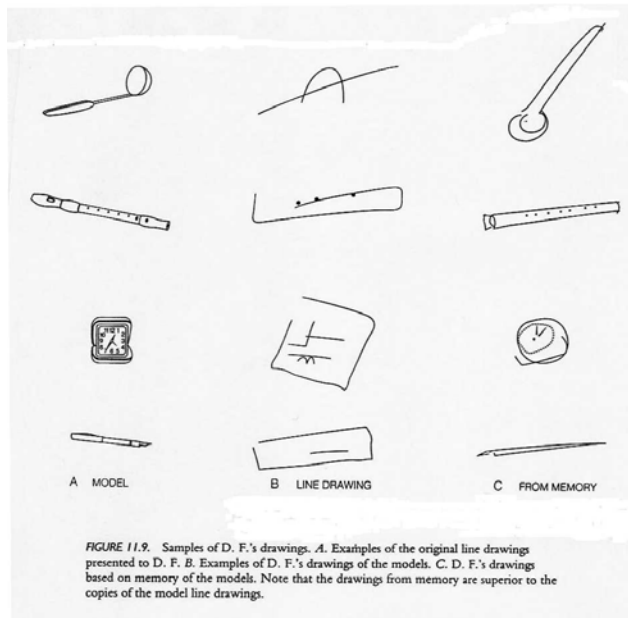 A MODEL
B LINE DRAWING
C FROM MEMORY
FIGURE 11.9. Samples of D. F.'s drawings. A. Examples of the original line drawings
presented to D. F. B. Examples of D. F.'s drawings of the models. C. D. F.'s drawings
based on memory of the models. Note that the drawings from memory are superior to the
copies of the model line drawings.